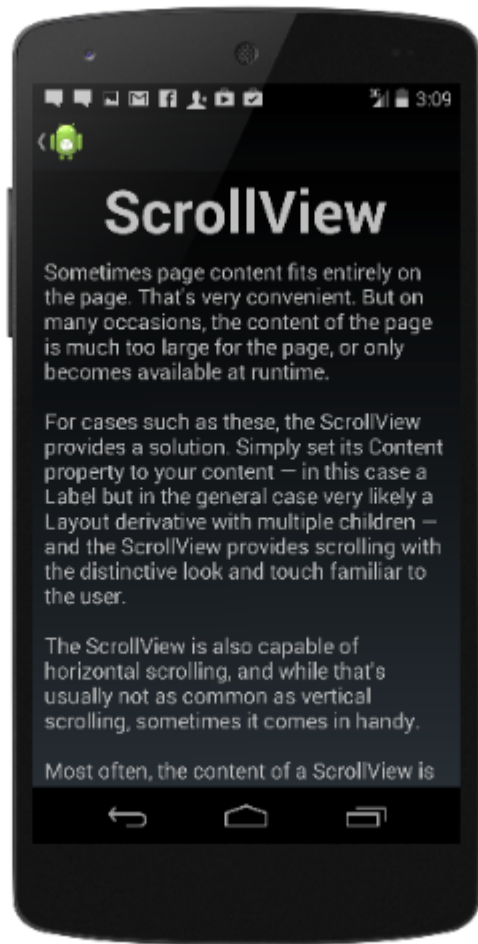 3:09
ScrollView
Sometimes page content fits entirely on
the page. That's very convenient. But on
many occasions, the content of the page
is much too large for the page, or only
becomes available at runtime.
For cases such as these, the ScrollView
provides a solution. Simply set its Content
property to your content — in this case a
Label but in the general case very likely a
Layout derivative with multiple children —
and the ScrollView provides scrolling with
the distinctive look and touch familiar to
the user.
The ScrollView is also capable of
horizontal scrolling, and while that's
usually not as common as vertical
scrolling, sometimes it comes in handy.
Most often, the content of a ScrollView is